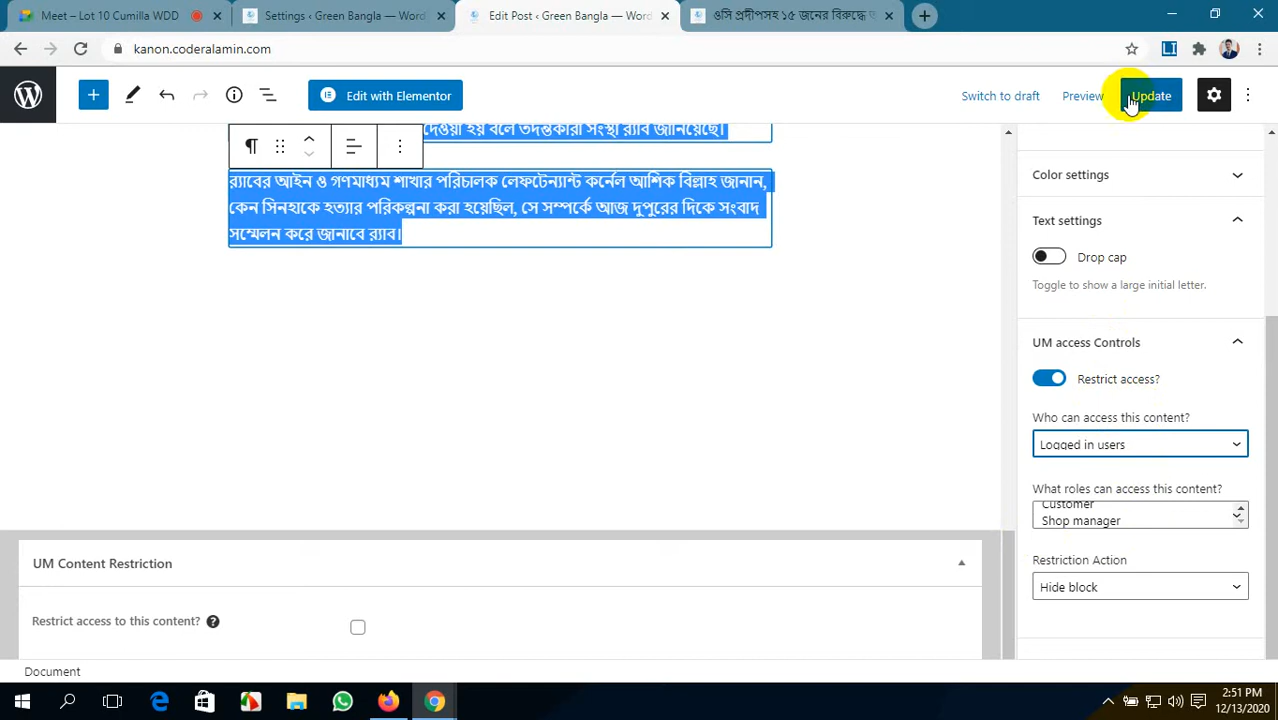 Meet – Lot 10 Cumilla WDD
Settings ‹ Green Bangla — Word
Edit Post ‹ Green Bangla — Word
ওসি প্রদীপসহ ১৫ জনের বিরুদ্ধে
kanon.coderalamin.com
Edit with Elementor
Switch to draft
Preview
Update
দেওয়া হয় বলে তদন্তকারী সংস্থা র‍্যাব জানিয়েছে।
র‍্যাবের আইন ও গণমাধ্যম শাখার পরিচালক লেফটেন্যান্ট কর্নেল আশিক বিল্লাহ জানান,
কেন সিনহাকে হত্যার পরিকল্পনা করা হয়েছিল, সে সম্পর্কে আজ দুপুরের দিকে সংবাদ
সম্মেলন করে জানাবে র‍্যাব।
Color settings
Text settings
Drop cap
Toggle to show a large initial letter.
UM access Controls
Restrict access?
Who can access this content?
Logged in users
What roles can access this content?
Customer
Shop manager
Restriction Action
Hide block
UM Content Restriction
Restrict access to this content?
Document
2:51 PM
12/13/2020